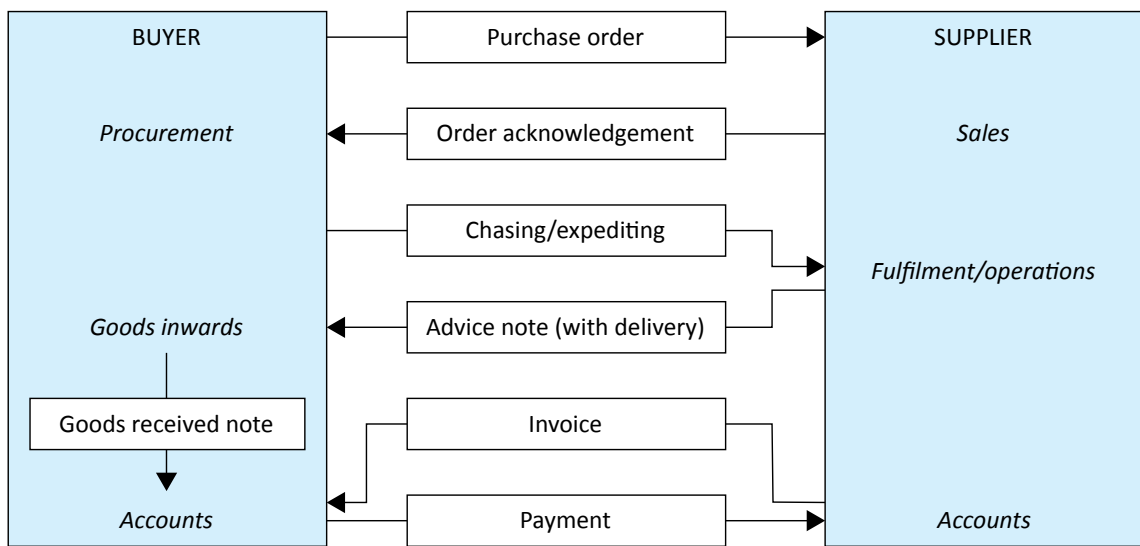 BUYER
Purchase order
SUPPLIER
Procurement
Order acknowledgement
Sales
Chasing/expediting
Fulfilment/operations
Goods inwards
Advice note (with delivery)
Goods received note
Invoice
Accounts
Payment
Accounts